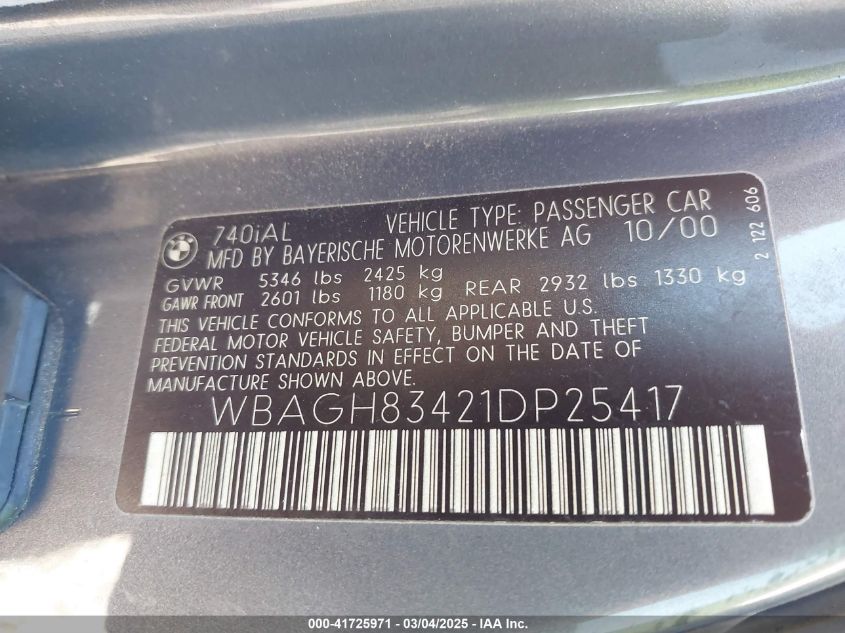 BMW
740iAL VEHICLE TYPE: PASSENGER CAR
MFD BY BAYERISCHE MOTORENWERKE AG 10/00
GVWR 5346 lbs 2425 kg
GAWR FRONT 2601 lbs 1180 kg REAR 2932 lbs 1330 kg
THIS VEHICLE CONFORMS TO ALL APPLICABLE U.S.
FEDERAL MOTOR VEHICLE SAFETY, BUMPER AND THEFT
PREVENTION STANDARDS IN EFFECT ON THE DATE OF
MANUFACTURE SHOWN ABOVE.
WBAGH83421DP25417
2 122 606
000-41725971 - 03/04/2025 - IAA Inc.